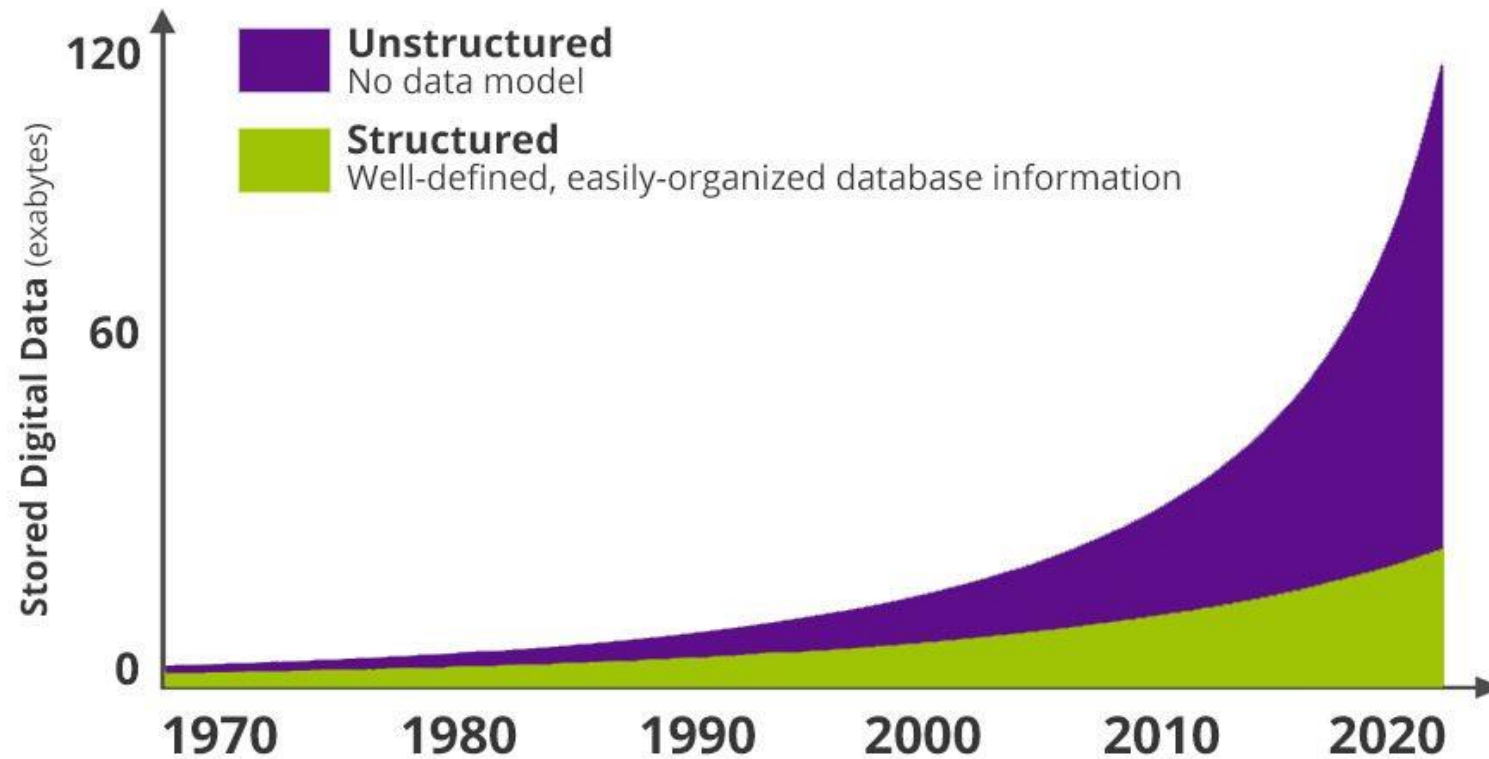 120
Unstructured
No data model
Structured
Well-defined, easily-organized database information
Stored Digital Data (exabytes)
60
0
1970 1980 1990 2000 2010 2020